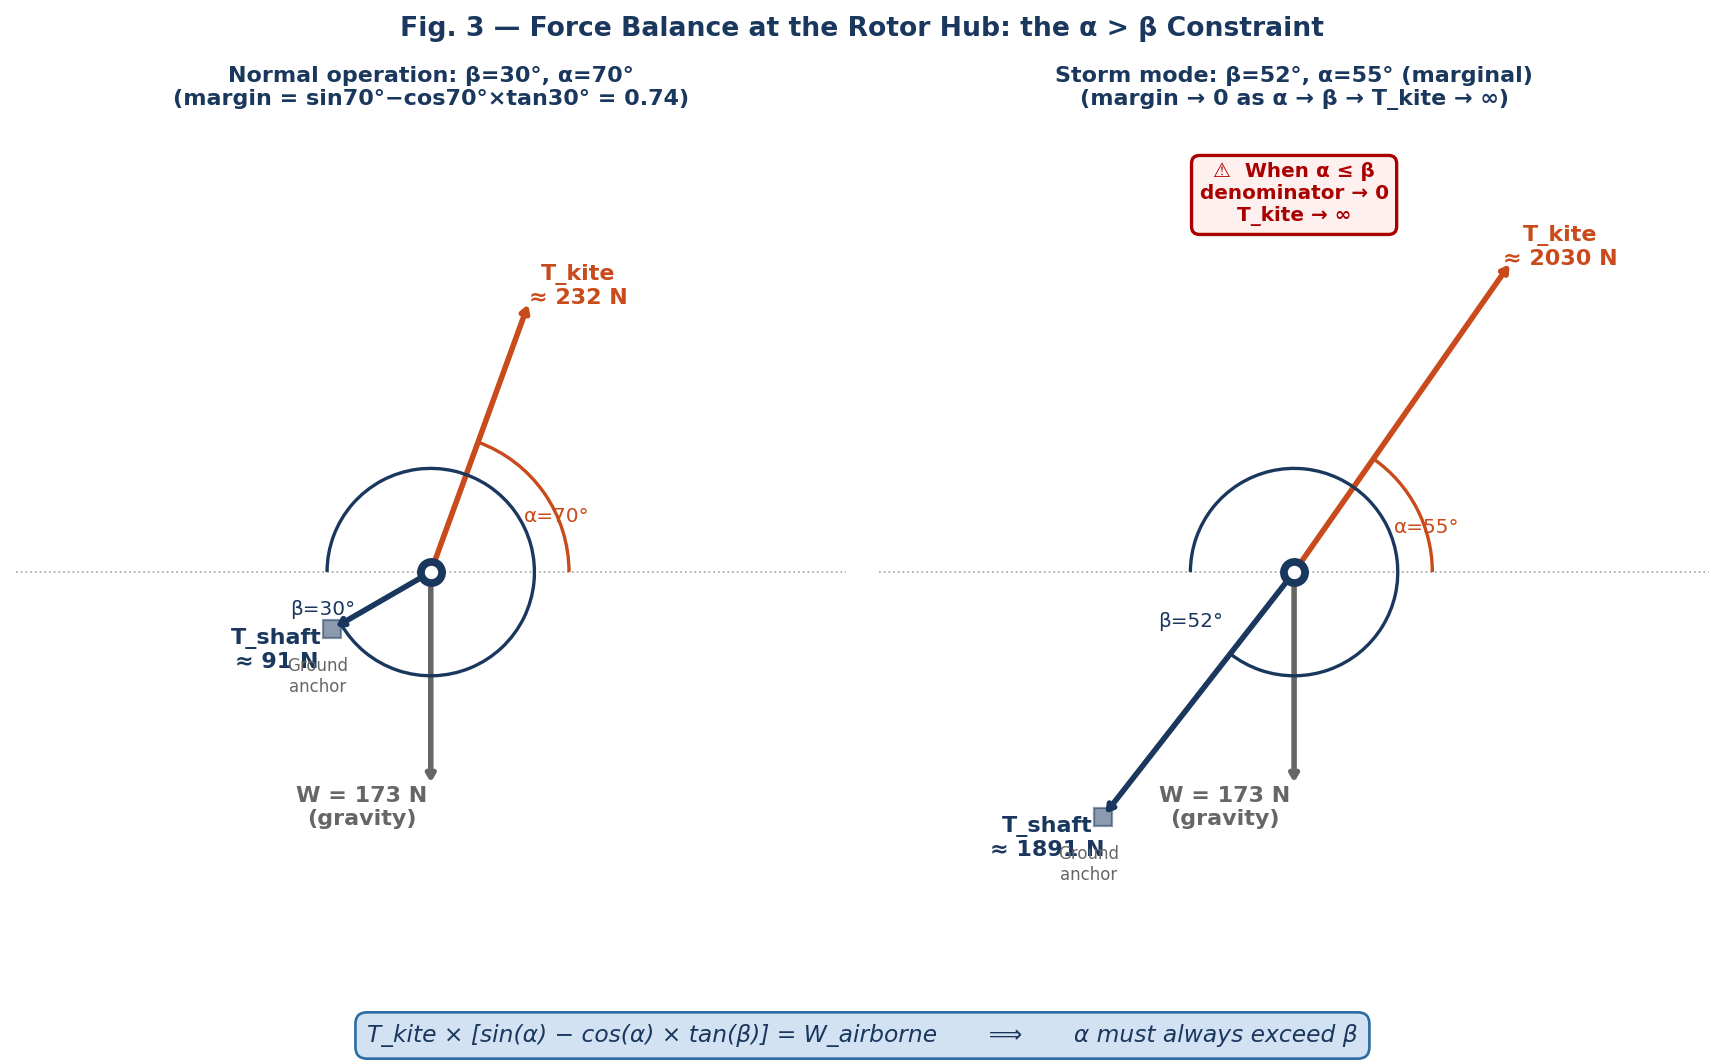 Fig. 3 — Force Balance at the Rotor Hub: the α > β Constraint
Normal operation: β=30°, α=70°
(margin = sin70°−cos70°×tan30° = 0.74)
T_kite
≈ 232 N
α=70°
β=30°
T_shaft
≈ 91 N
Ground
anchor
W = 173 N
(gravity)
Storm mode: β=52°, α=55° (marginal)
(margin → 0 as α → β → T_kite → ∞)
⚠ When α ≤ β
denominator → 0
T_kite → ∞
T_kite
≈ 2030 N
α=55°
β=52°
W = 173 N
(gravity)
T_shaft
≈ 1891 N
Ground
anchor
T_kite × [sin(α) − cos(α) × tan(β)] = W_airborne ⟹ α must always exceed β